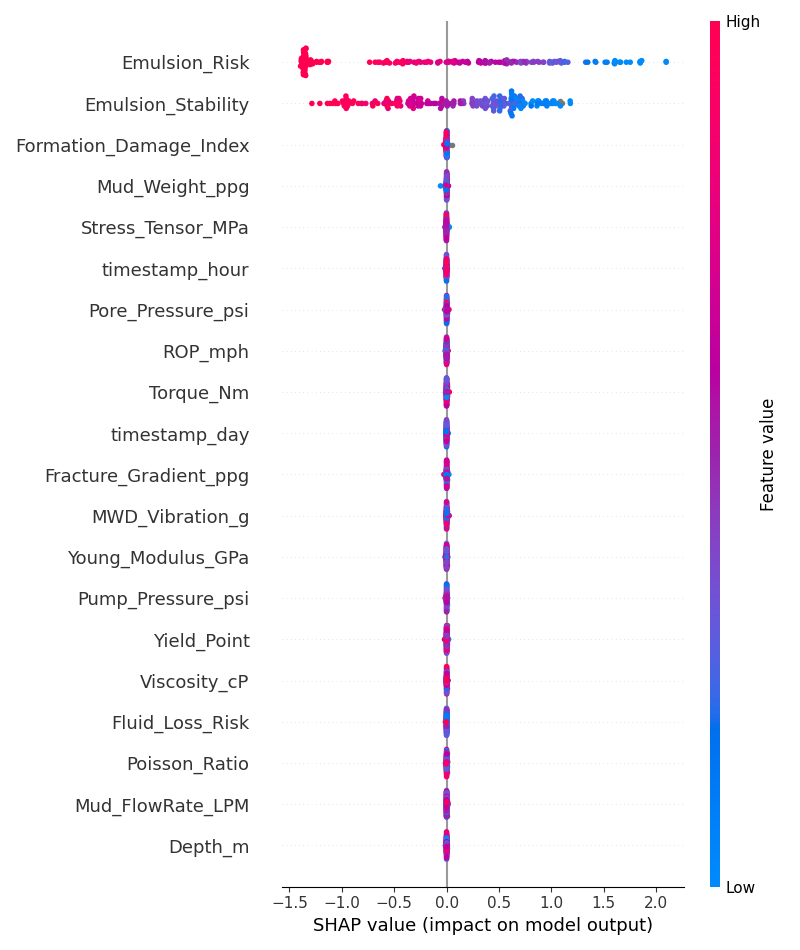 High
Emulsion_Risk
Emulsion_Stability
Formation_Damage_Index
Mud_Weight_ppg
Stress_Tensor_MPa
timestamp_hour
Pore_Pressure_psi
ROP_mph
Torque_Nm
timestamp_day
Fracture_Gradient_ppg
MWD_Vibration_g
Young_Modulus_GPa
Pump_Pressure_psi
Yield_Point
Viscosity_cP
Fluid_Loss_Risk
Poisson_Ratio
Mud_FlowRate_LPM
Depth_m
Feature value
Low
−1.5 −1.0 −0.5 0.0 0.5 1.0 1.5 2.0
SHAP value (impact on model output)